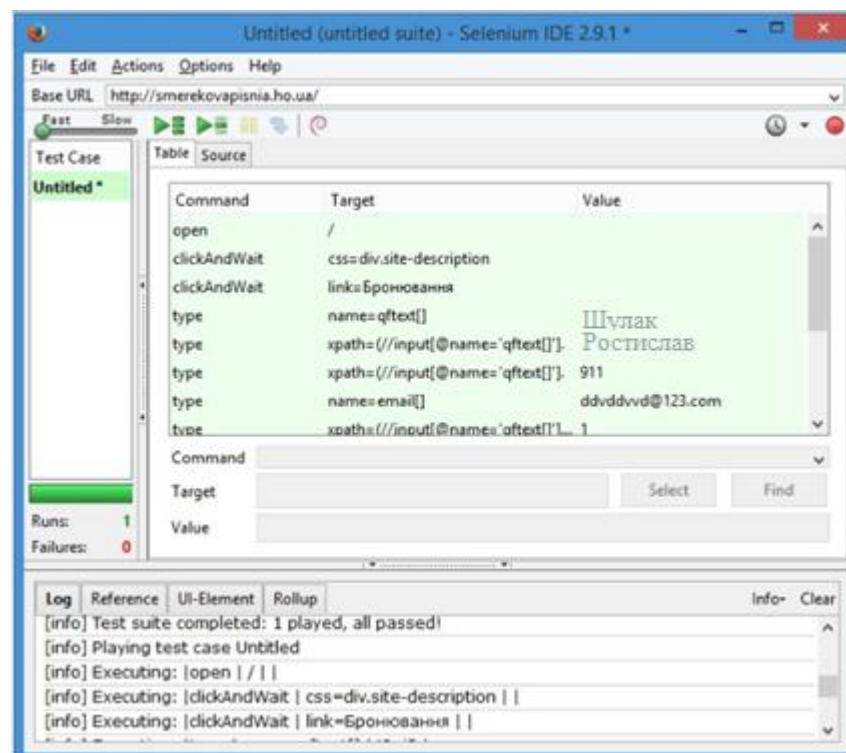 Untitled (untitled suite) - Selenium IDE 2.9.1 *
File Edit Actions Options Help
Base URL http://smerekovapisnia.ho.ua/
Fast Slow
Test Case
Untitled *
Table Source
Command Target Value
open /
clickAndWait css=div.site-description
clickAndWait link=Бронювання
type name=qftext[] Шулак
type xpath=(//input[@name='qftext[]']. Ростислав
type xpath=(//input[@name='qftext[]']. 911
type name=email[] ddvddvvd@123.com
type xpath=(//input[@name='qftext[]']... 1
Command
Target Select Find
Value
Runs: 1
Failures: 0
Log Reference UI-Element Rollup Info Clear
[info] Test suite completed: 1 played, all passed!
[info] Playing test case Untitled
[info] Executing: |open | / | |
[info] Executing: |clickAndWait | css=div.site-description | |
[info] Executing: |clickAndWait | link=Бронювання | |